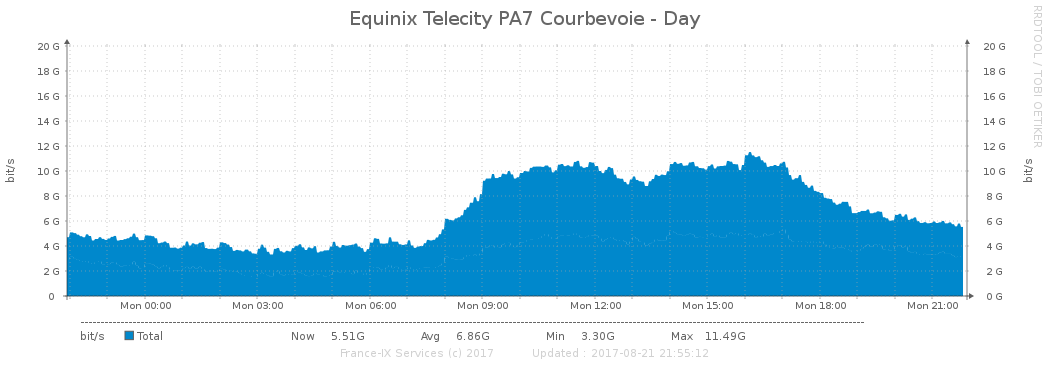 Equinix Telecity PA7 Courbevoie - Day
RRDTOOL / TOBI OETIKER
bit/s
20 G
18 G
16 G
14 G
12 G
10 G
8 G
6 G
4 G
2 G
0
20 G
18 G
16 G
14 G
12 G
10 G
8 G
6 G
4 G
2 G
0 G
bit/s
Mon 00:00 Mon 03:00 Mon 06:00 Mon 09:00 Mon 12:00 Mon 15:00 Mon 18:00 Mon 21:00
bit/s Total Now 5.51G Avg 6.86G Min 3.30G Max 11.49G
France-IX Services (c) 2017 Updated : 2017-08-21 21:55:12